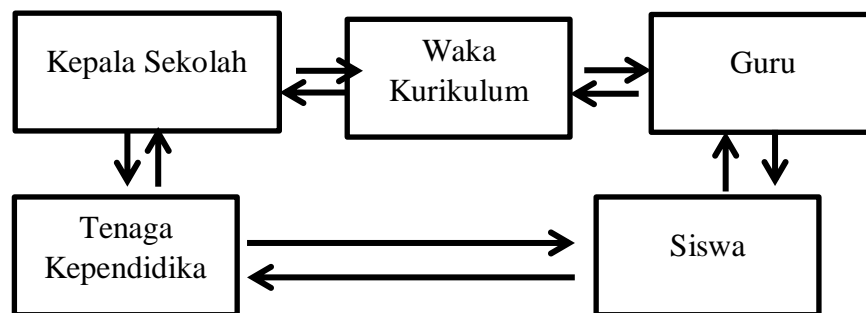 Kepala Sekolah
Waka
Kurikulum
Guru
Tenaga
Kependidika
Siswa